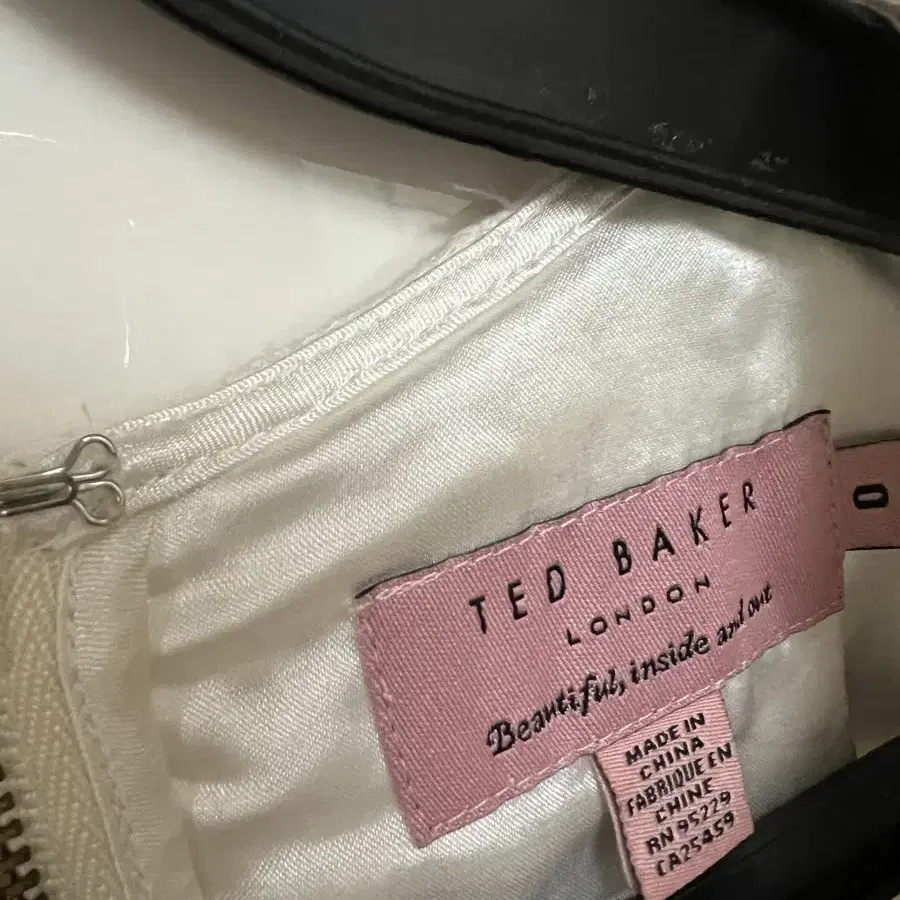 TED BAKER
LONDON
Beautiful, inside and out
0
MADE IN
CHINA
FABRIQUE EN
CHINE
RN 95229
CA25459